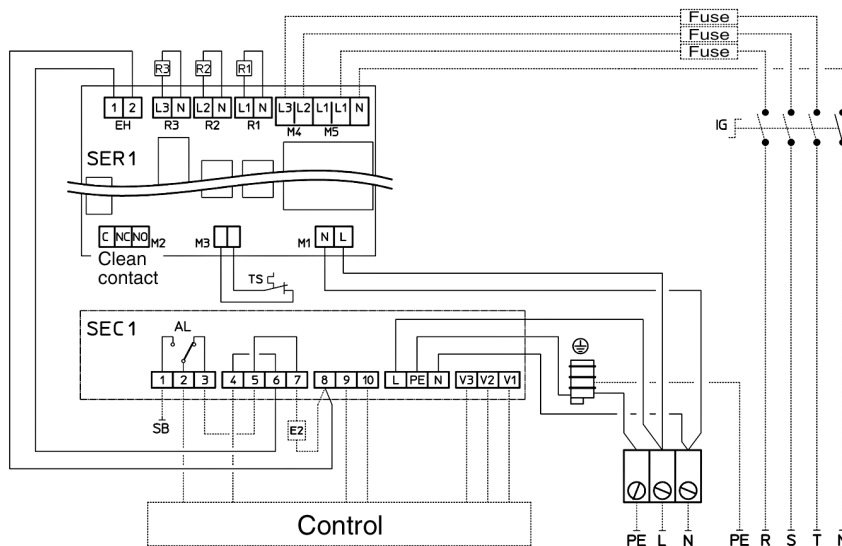 Fuse
Fuse
Fuse
R3 R2 R1
1 2 L3 N L2 N L1 N L3 L2 L1 L1 N
EH R3 R2 R1 M4 M5
IG
SER1
C NC NO M2 M3 M1 N L
Clean
contact
TS
SEC1
AL
1 2 3 4 5 6 7 8 9 10 L PE N V3 V2 V1
SB
E2
Control
PE L N PE R S T N